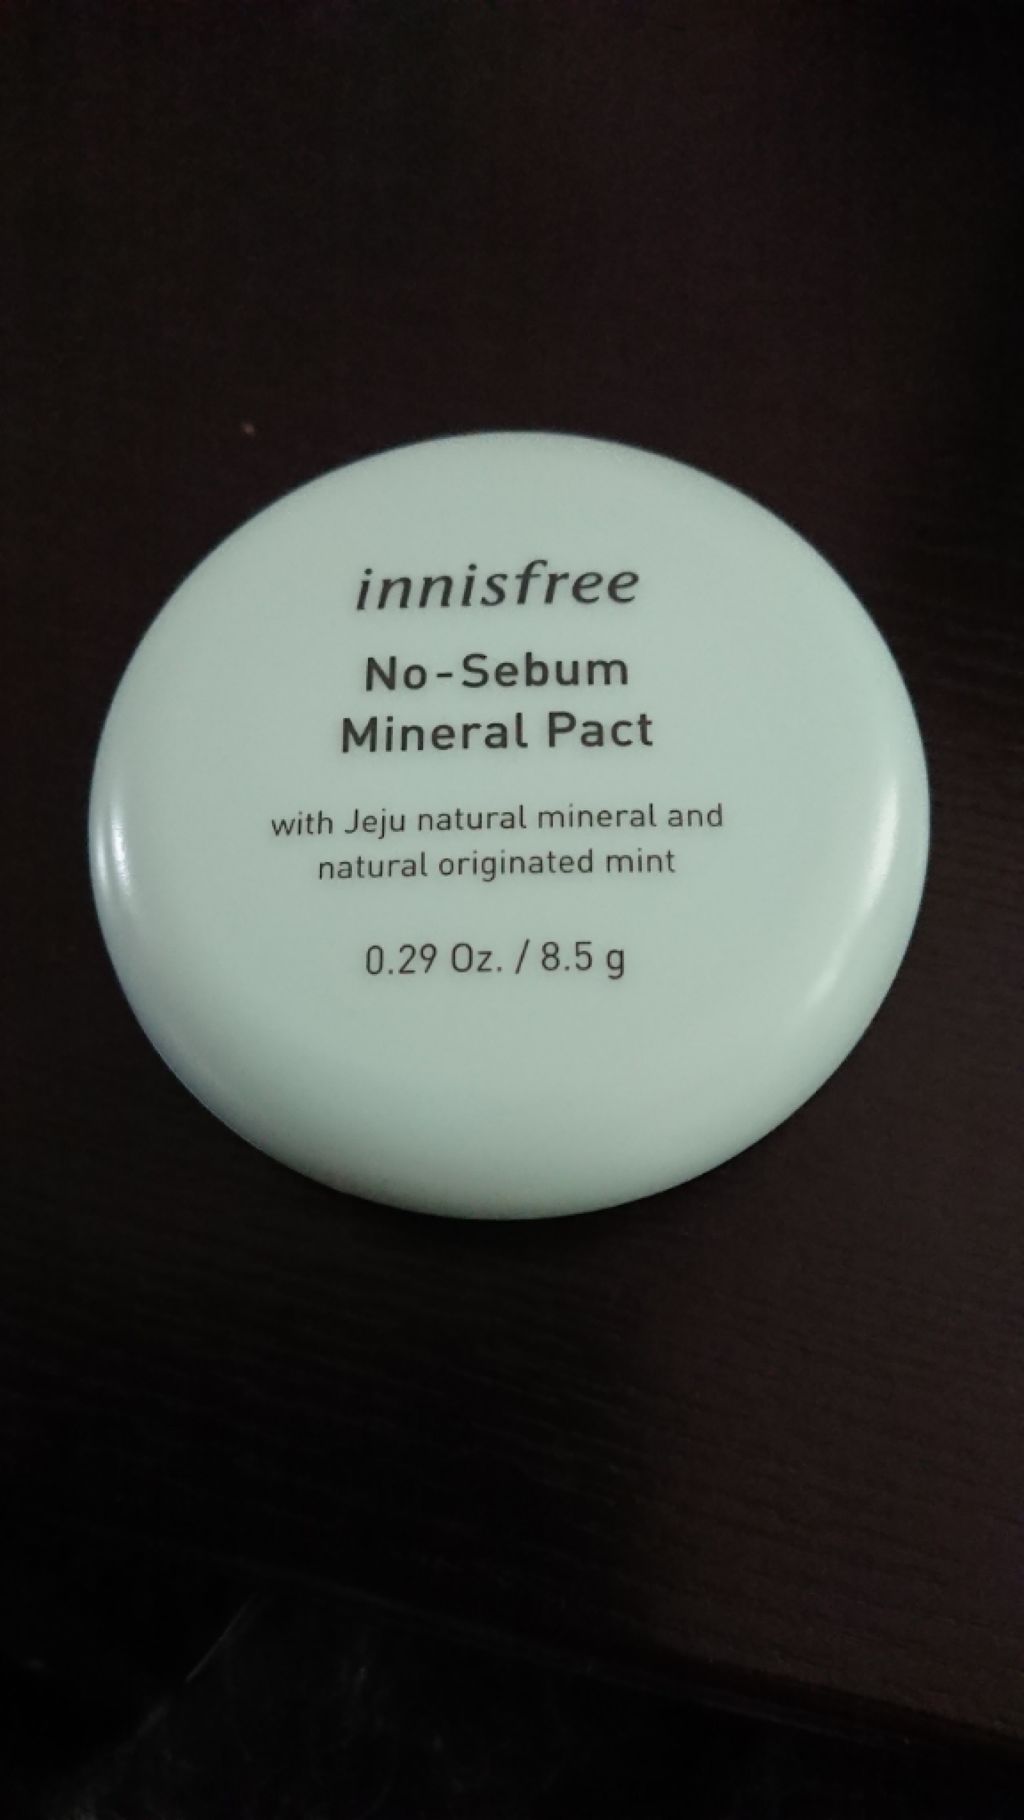 innisfree
No-Sebum
Mineral Pact
with Jeju natural mineral and
natural originated mint
0.29 Oz. / 8.5 g